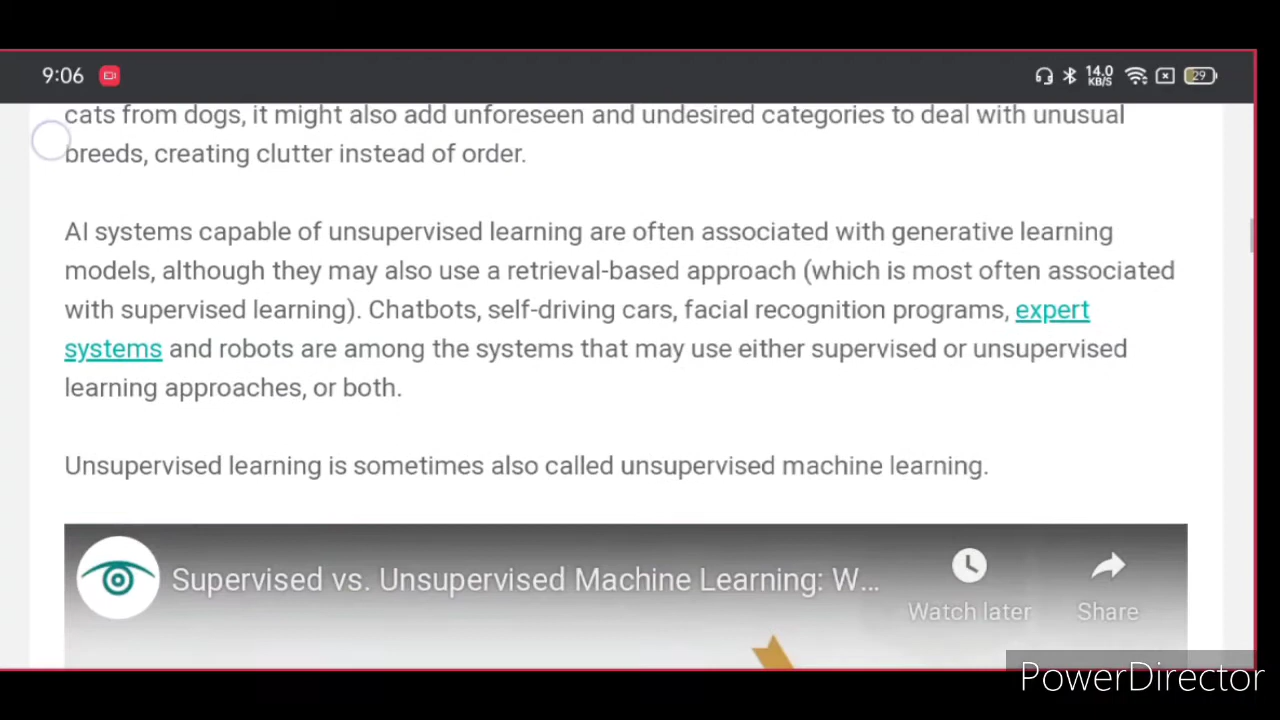 9:06
14.0
KB/S
29
cats from dogs, it might also add unforeseen and undesired categories to deal with unusual
breeds, creating clutter instead of order.
AI systems capable of unsupervised learning are often associated with generative learning
models, although they may also use a retrieval-based approach (which is most often associated
with supervised learning). Chatbots, self-driving cars, facial recognition programs, expert
systems and robots are among the systems that may use either supervised or unsupervised
learning approaches, or both.
Unsupervised learning is sometimes also called unsupervised machine learning.
Supervised vs. Unsupervised Machine Learning: W...
Watch later
Share
PowerDirector